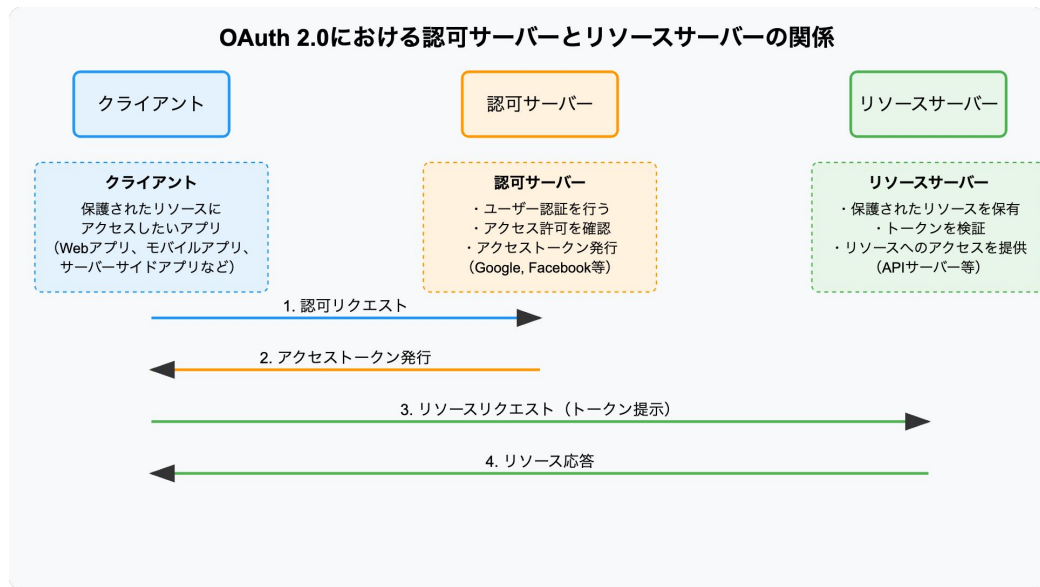 OAuth 2.0における認可サーバーとリソースサーバーの関係
クライアント
認可サーバー
リソースサーバー
クライアント
保護されたリソースに
アクセスしたいアプリ
（Webアプリ、モバイルアプリ、
サーバーサイドアプリなど）
認可サーバー
・ユーザー認証を行う
・アクセス許可を確認
・アクセストークン発行
（Google, Facebook等）
リソースサーバー
・保護されたリソースを保有
・トークンを検証
・リソースへのアクセスを提供
（APIサーバー等）
1. 認可リクエスト
2. アクセストークン発行
3. リソースリクエスト（トークン提示）
4. リソース応答